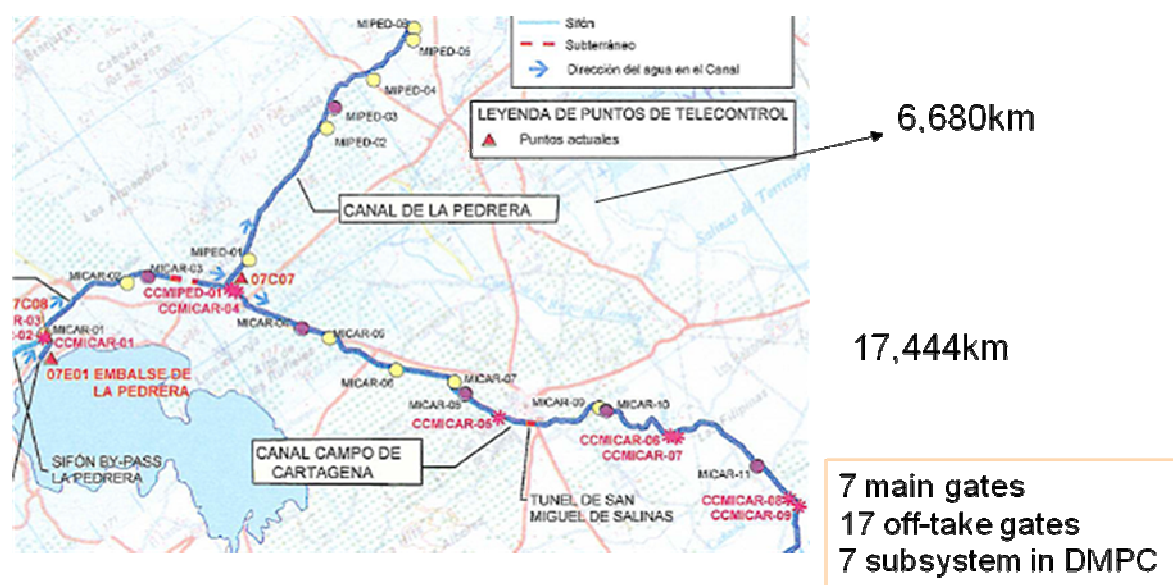 MIPED-05
Sifón
Subterráneo
Dirección del agua en el Canal
MIPED-04
LEYENDA DE PUNTOS DE TELECONTROL
Puntos actuales
6,680km
MIPED-03
MIPED-02
CANAL DE LA PEDRERA
MIPED-01
MICAR-02
MICAR-03
07C07
CCMIPED-01
CCMICAR-04
7C08
R-03
MICAR-01
-02
CCMICAR-01
MICAR-05
17,444km
07E01 EMBALSE DE
LA PEDRERA
MICAR-06
MICAR-07
MICAR-08
MICAR-09
MICAR-10
CCMICAR-05
CCMICAR-06
CCMICAR-07
CANAL CAMPO DE
CARTAGENA
SIFÓN BY-PASS
LA PEDRERA
MICAR-11
TUNEL DE SAN
MIGUEL DE SALINAS
CCMICAR-08
CCMICAR-09
7 main gates
17 off-take gates
7 subsystem in DMPC